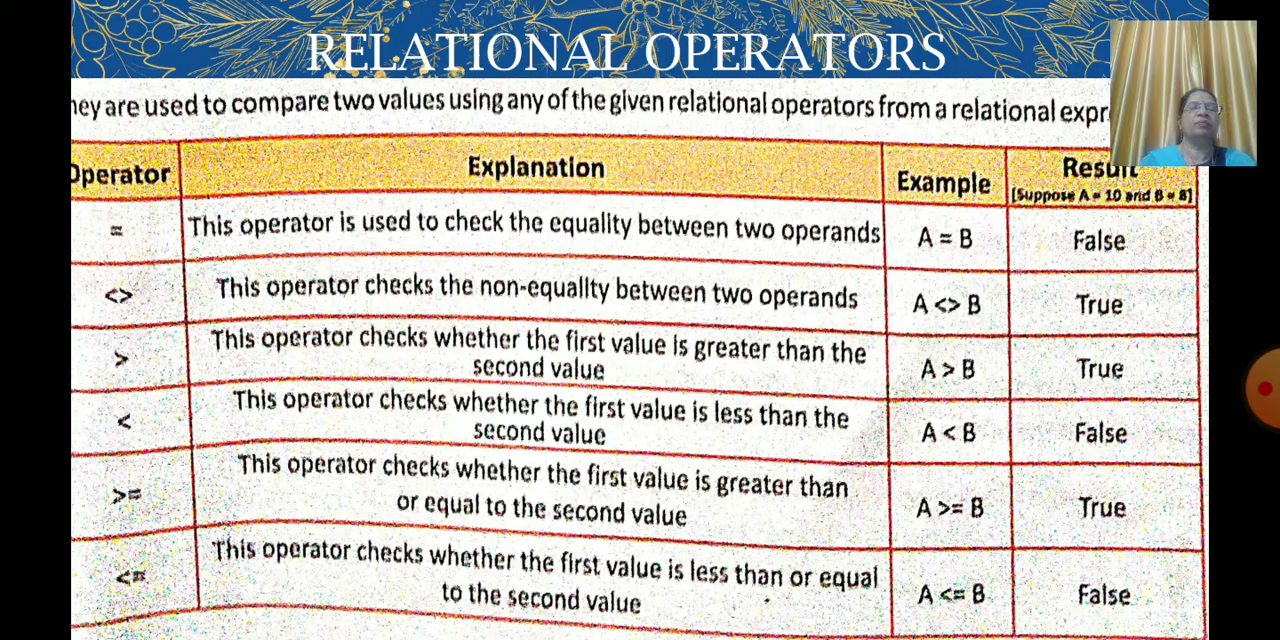 RELATIONAL OPERATORS
hey are used to compare two values using any of the given relational operators from a relational expr
Operator Explanation Example Result
[Suppose A = 10 and B = 8]
= This operator is used to check the equality between two operands A = B False
<> This operator checks the non-equality between two operands A <> B True
> This operator checks whether the first value is greater than the
second value A > B True
< This operator checks whether the first value is less than the
second value A < B False
>= This operator checks whether the first value is greater than
or equal to the second value A >= B True
<= This operator checks whether the first value is less than or equal
to the second value A <= B False